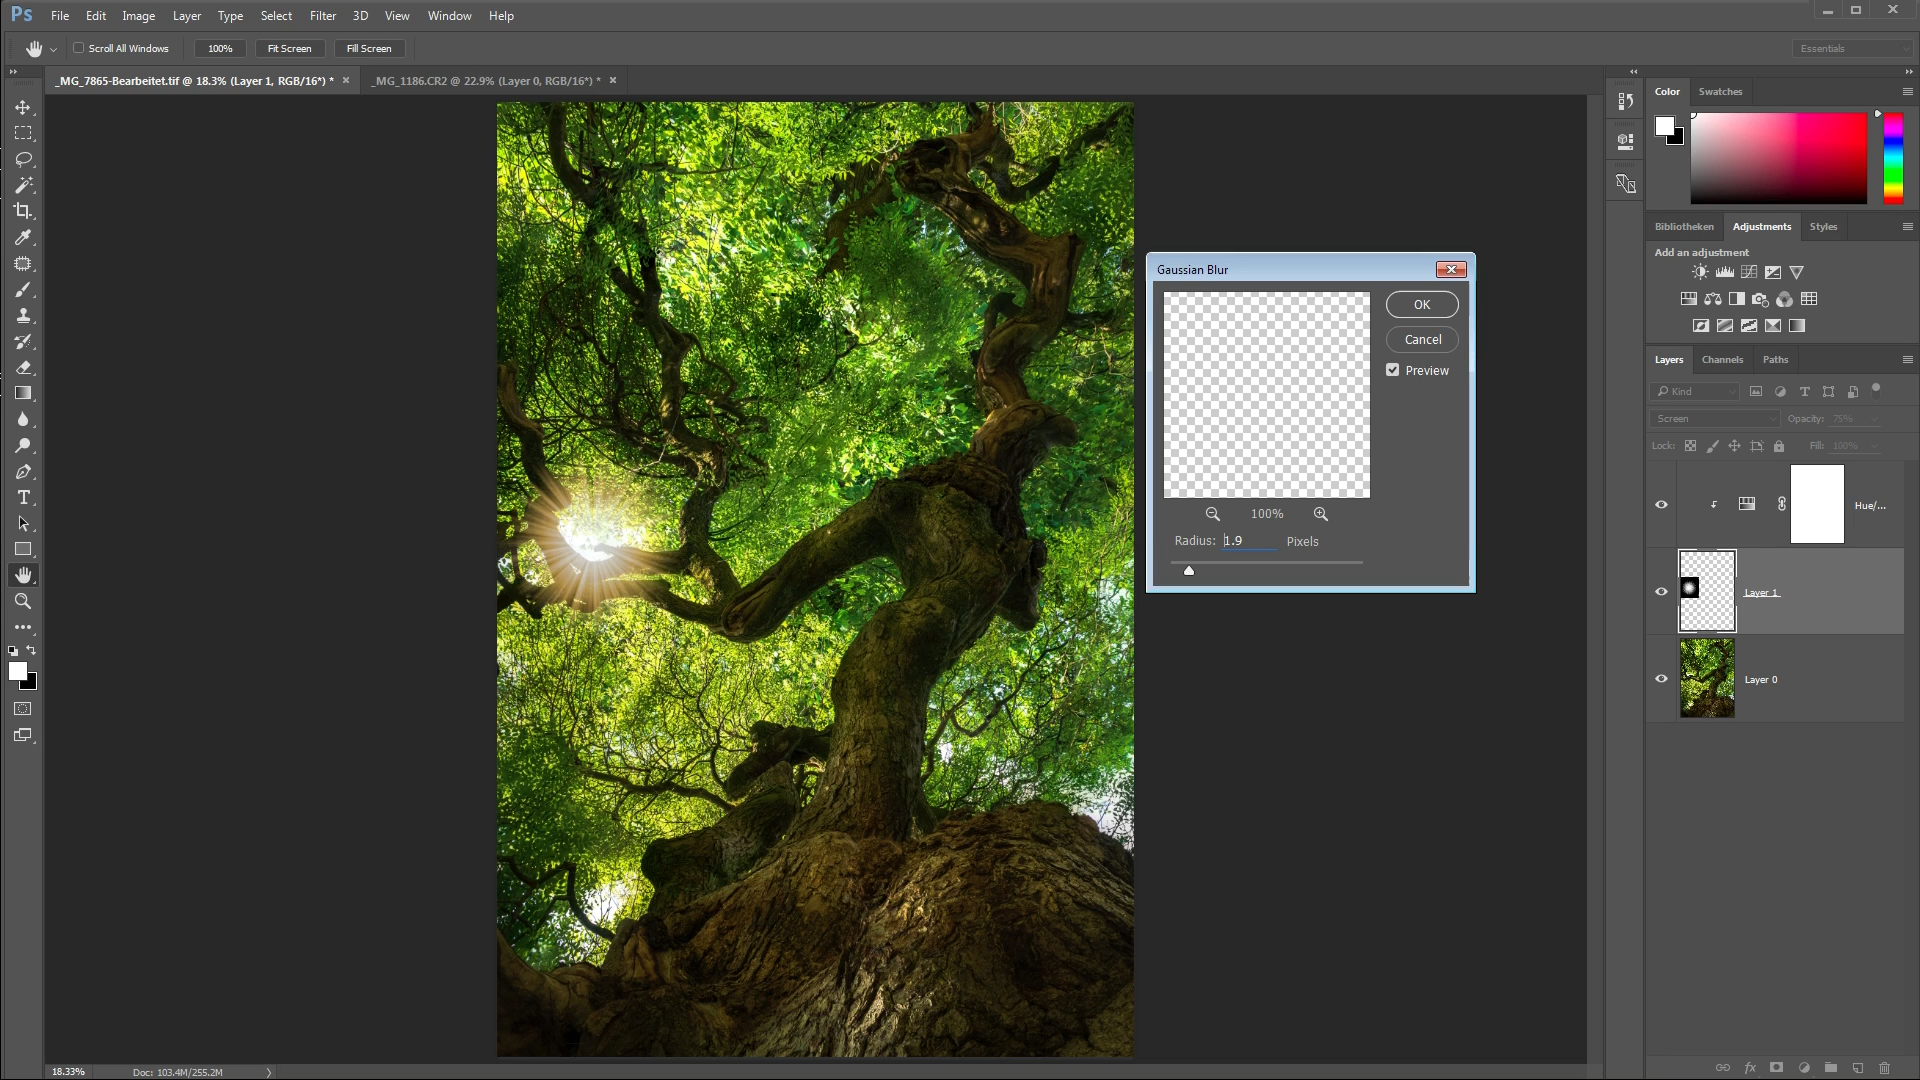 Ps File Edit Image Layer Type Select Filter 3D View Window Help
Scroll All Windows 100% Fit Screen Fill Screen Essentials
_MG_7865-Bearbeitet.tif @ 18.3% (Layer 1, RGB/16*) * _MG_1186.CR2 @ 22.9% (Layer 0, RGB/16*) *
Color Swatches
Bibliotheken Adjustments Styles
Add an adjustment
Gaussian Blur
OK
Cancel
Preview
100%
Radius: 1.9 Pixels
Layers Channels Paths
Kind
Screen Opacity: 75%
Lock: Fill: 100%
Hue/...
Layer 1
Layer 0
fx
18.33% Doc: 103.4M/255.2M